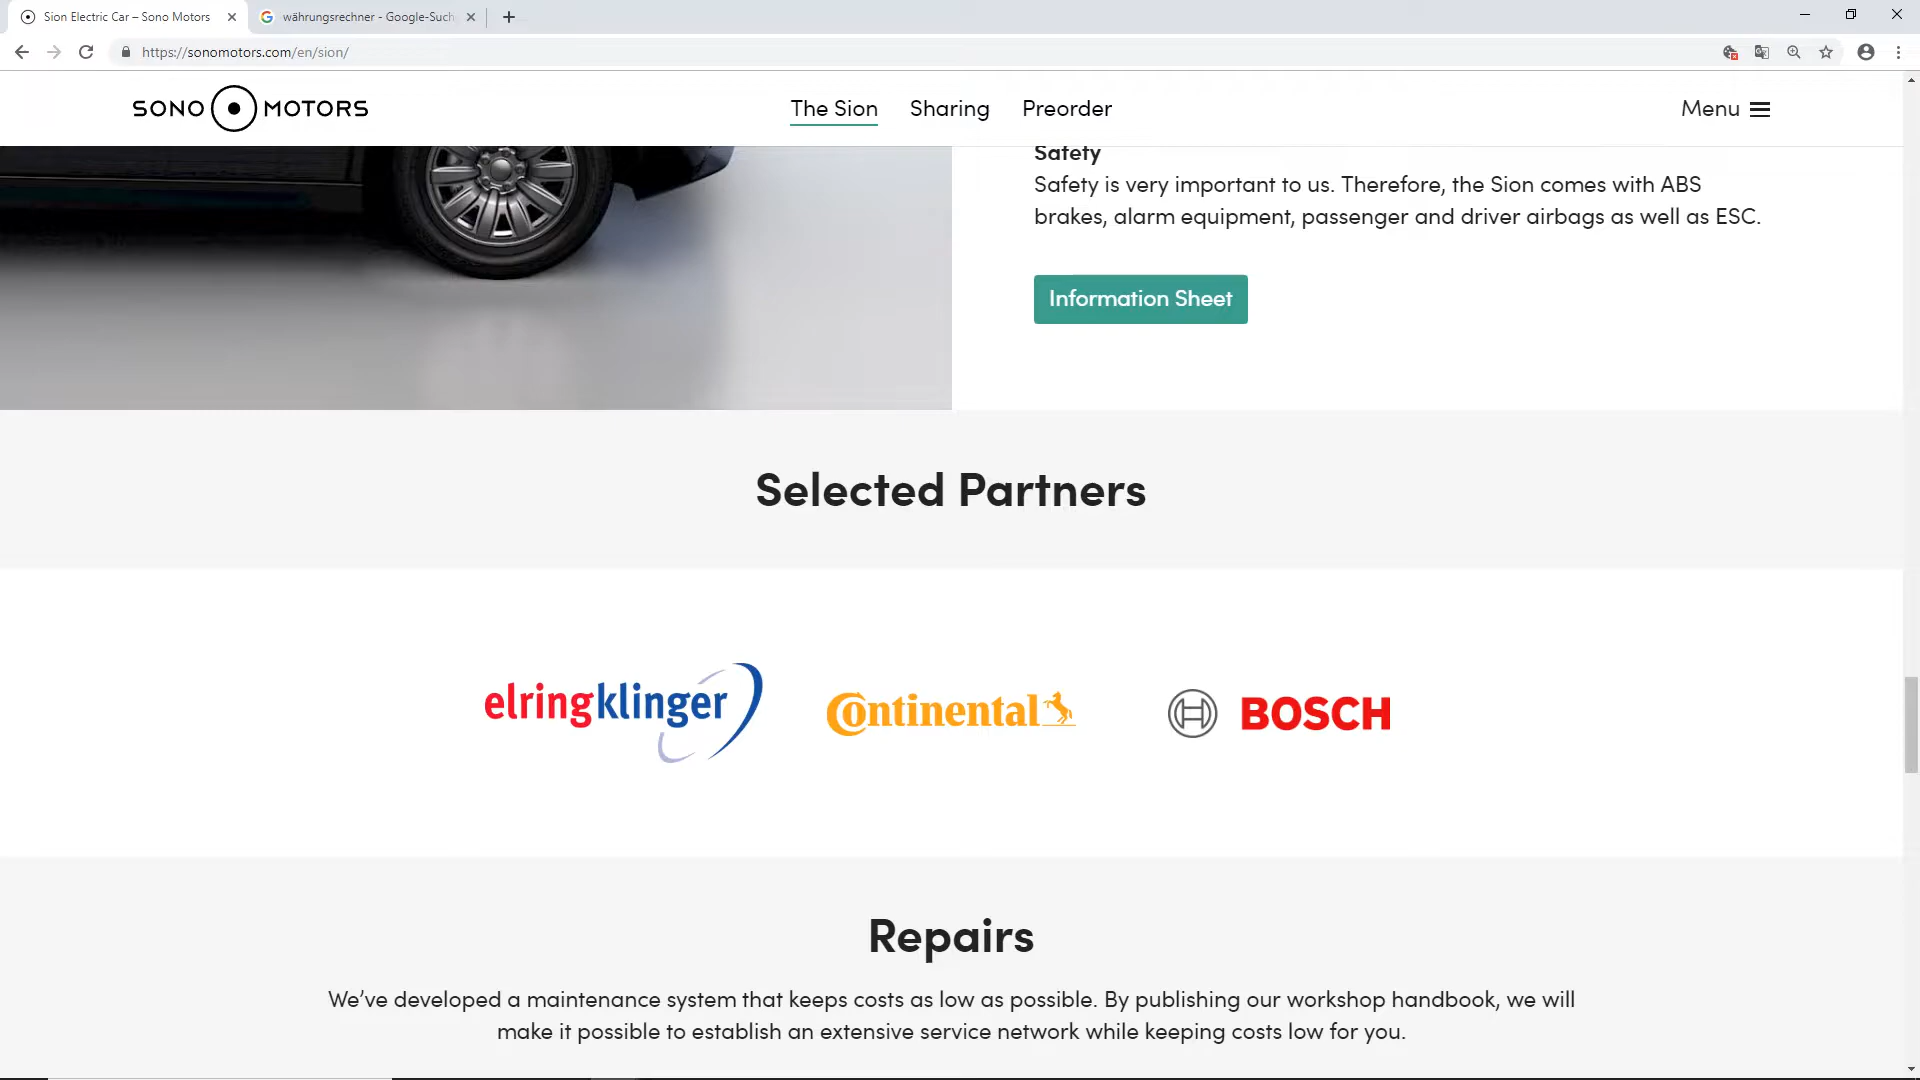 Sion Electric Car – Sono Motors
währungsrechner - Google-Such
https://sonomotors.com/en/sion/
SONO MOTORS
The Sion
Sharing
Preorder
Menu
Safety
Safety is very important to us. Therefore, the Sion comes with ABS
brakes, alarm equipment, passenger and driver airbags as well as ESC.
Information Sheet
Selected Partners
elringklinger
Continental
BOSCH
Repairs
We’ve developed a maintenance system that keeps costs as low as possible. By publishing our workshop handbook, we will
make it possible to establish an extensive service network while keeping costs low for you.